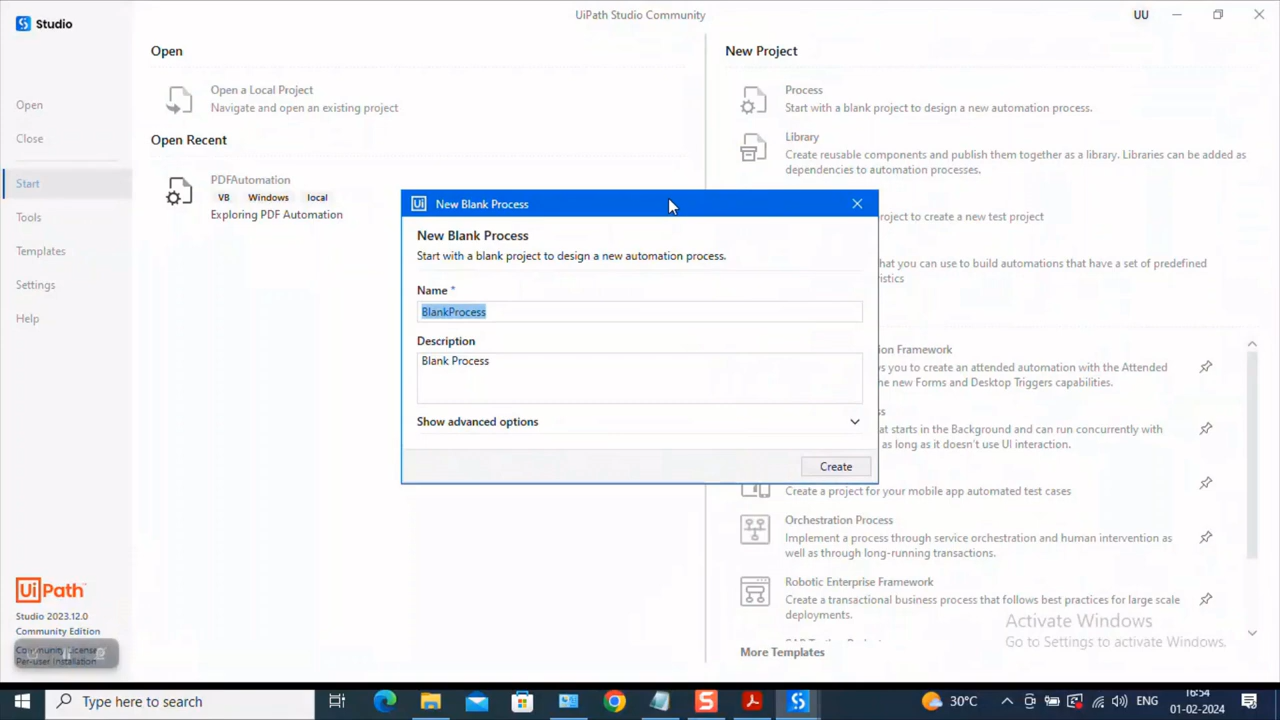 Studio
UiPath Studio Community
UU
Open
Close
Start
Tools
Templates
Settings
Help
Open
Open a Local Project
Navigate and open an existing project
Open Recent
PDFAutomation
VB Windows local
Exploring PDF Automation
New Project
Process
Start with a blank project to design a new automation process.
Library
Create reusable components and publish them together as a library. Libraries can be added as
dependencies to automation processes.
project to create a new test project
that you can use to build automations that have a set of predefined
Ui New Blank Process
New Blank Process
Start with a blank project to design a new automation process.
Name *
BlankProcess
Description
Blank Process
Show advanced options
Create
Framework
you to create an attended automation with the Attended
new Forms and Desktop Triggers capabilities.
that starts in the Background and can run concurrently with
as long as it doesn't use UI interaction.
Create a project for your mobile app automated test cases
Orchestration Process
Implement a process through service orchestration and human intervention as
well as through long-running transactions.
Robotic Enterprise Framework
Create a transactional business process that follows best practices for large scale
deployments.
More Templates
Activate Windows
Go to Settings to activate Windows.
UiPath
Studio 2023.12.0
Community Edition
Community License
Per-user Installation
Type here to search
30°C
ENG
16:54
01-02-2024